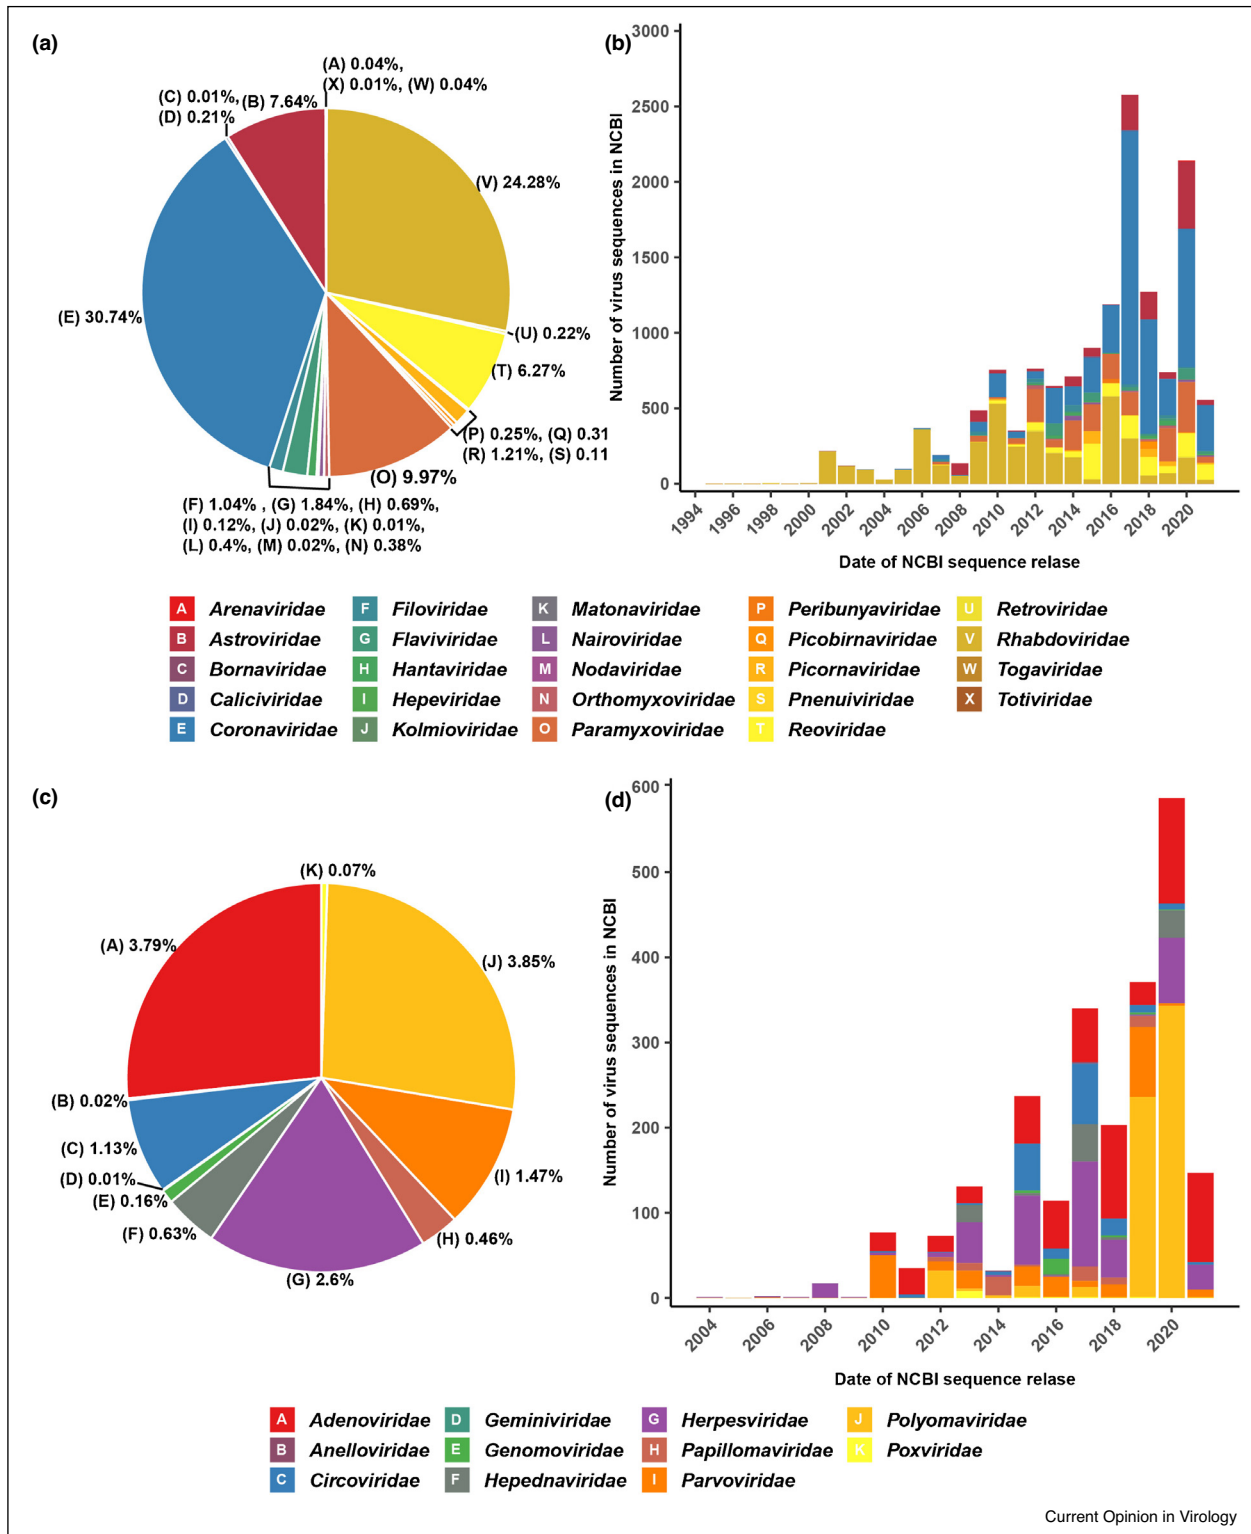 (a)
(A) 0.04%,
(X) 0.01%, (W) 0.04%
(C) 0.01%,
(B) 7.64%
(D) 0.21%
(V) 24.28%
(E) 30.74%
(U) 0.22%
(T) 6.27%
(P) 0.25%, (Q) 0.31
(R) 1.21%, (S) 0.11
(O) 9.97%
(F) 1.04% , (G) 1.84%, (H) 0.69%,
(I) 0.12%, (J) 0.02%, (K) 0.01%,
(L) 0.4%, (M) 0.02%, (N) 0.38%
(b)
Number of virus sequences in NCBI
3000
2500
2000
1500
1000
500
0
1994
1996
1998
2000
2002
2004
2006
2008
2010
2012
2014
2016
2018
2020
Date of NCBI sequence relase
A Arenaviridae
B Astroviridae
C Bornaviridae
D Caliciviridae
E Coronaviridae
F Filoviridae
G Flaviviridae
H Hantaviridae
I Hepeviridae
J Kolmioviridae
K Matonaviridae
L Nairoviridae
M Nodaviridae
N Orthomyxoviridae
O Paramyxoviridae
P Peribunyaviridae
Q Picobirnaviridae
R Picornaviridae
S Pnenuiviridae
T Reoviridae
U Retroviridae
V Rhabdoviridae
W Togaviridae
X Totiviridae
(c)
(K) 0.07%
(A) 3.79%
(J) 3.85%
(B) 0.02%
(C) 1.13%
(D) 0.01%
(E) 0.16%
(F) 0.63%
(G) 2.6%
(H) 0.46%
(I) 1.47%
(d)
Number of virus sequences in NCBI
600
500
400
300
200
100
0
2004
2006
2008
2010
2012
2014
2016
2018
2020
Date of NCBI sequence relase
A Adenoviridae
B Anelloviridae
C Circoviridae
D Geminiviridae
E Genomoviridae
F Hepednaviridae
G Herpesviridae
H Papillomaviridae
I Parvoviridae
J Polyomaviridae
K Poxviridae
Current Opinion in Virology